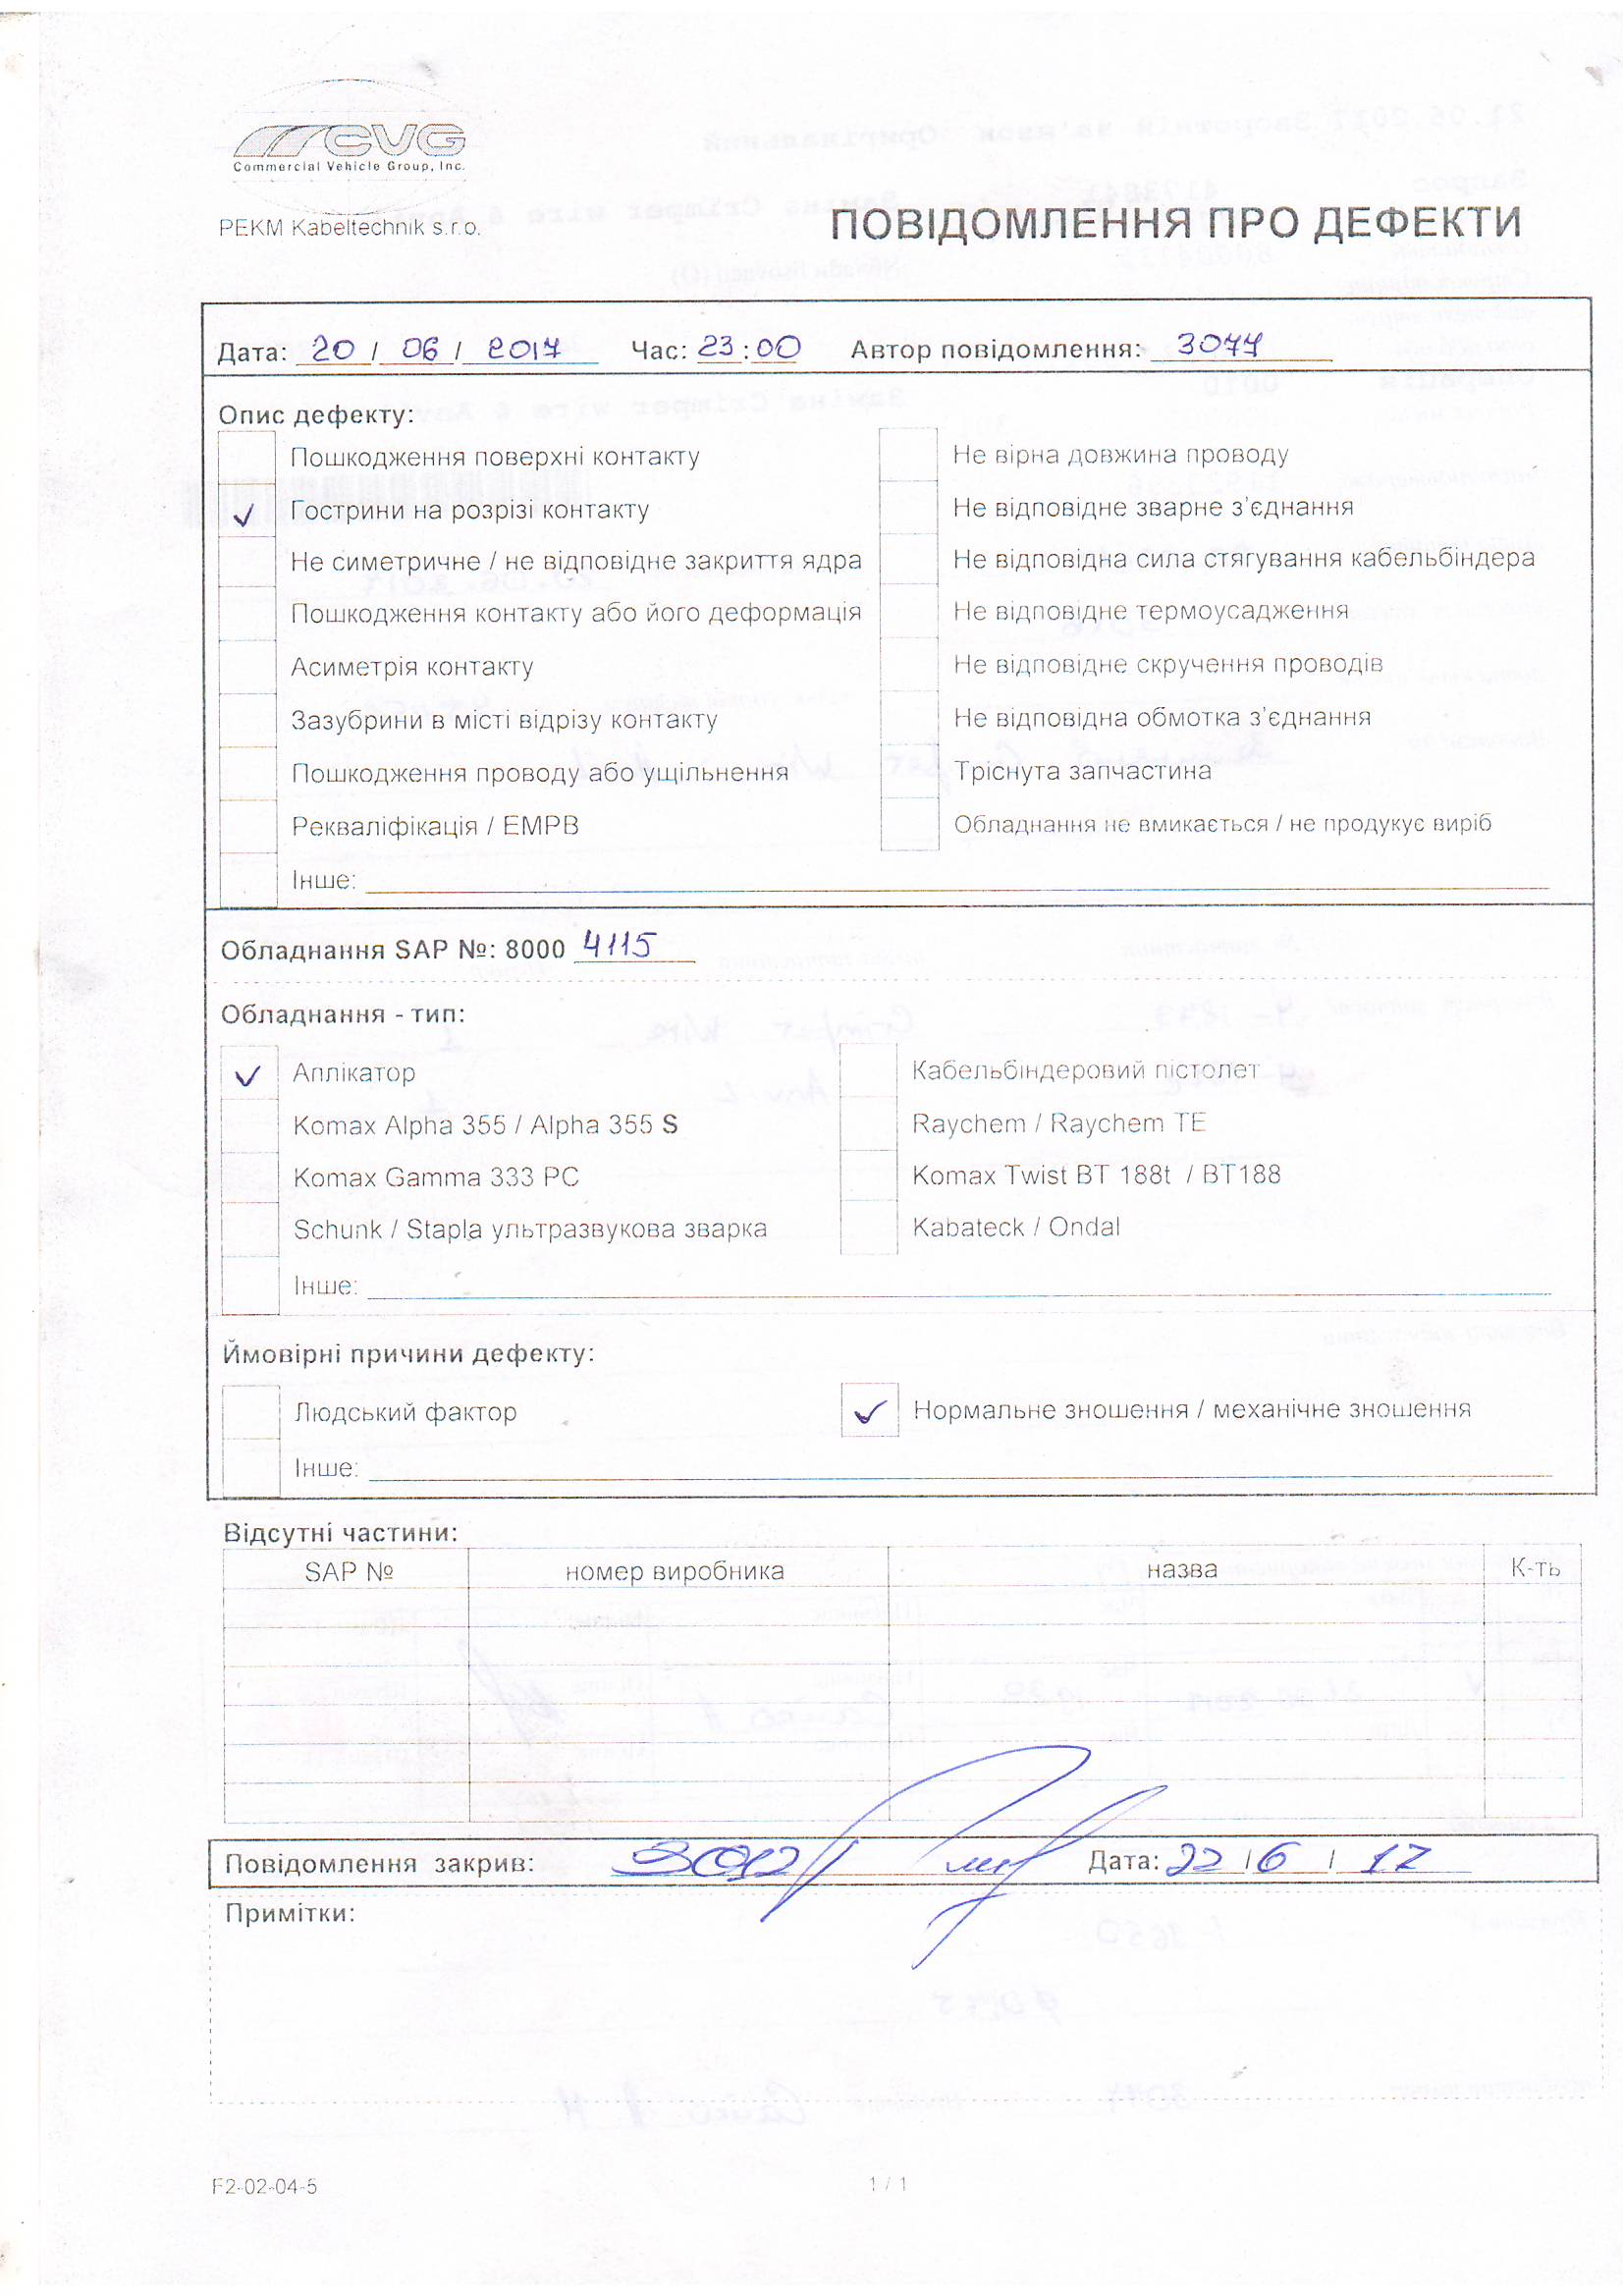 CVG
Commercial Vehicle Group, Inc.
PEKM Kabeltechnik s.r.o.
ПОВІДОМЛЕННЯ ПРО ДЕФЕКТИ
Дата: 20 / 06 / 2017 Час: 23 : 00 Автор повідомлення: 3077
Опис дефекту:
Пошкодження поверхні контакту Не вірна довжина проводу
✓ Гострини на розрізі контакту Не відповідне зварне з'єднання
Не симетричне / не відповідне закриття ядра Не відповідна сила стягування кабельбіндера
Пошкодження контакту або його деформація Не відповідне термоусадження
Асиметрія контакту Не відповідне скручення проводів
Зазубрини в місті відрізу контакту Не відповідна обмотка з'єднання
Пошкодження проводу або ущільнення Тріснута запчастина
Рекваліфікація / EMPB Обладнання не вмикається / не продукує виріб
Інше:
Обладнання SAP №: 8000 4115
Обладнання - тип:
✓ Аплікатор Кабельбіндеровий пістолет
Komax Alpha 355 / Alpha 355 S Raychem / Raychem TE
Komax Gamma 333 PC Komax Twist BT 188t / BT188
Schunk / Stapla ультразвукова зварка Kabateck / Ondal
Інше:
Ймовірні причини дефекту:
Людський фактор ✓ Нормальне зношення / механічне зношення
Інше:
Відсутні частини:
SAP № номер виробника назва К-ть
Повідомлення закрив: Дата: 22 / 6 / 17
Примітки:
F2-02-04-5 1 / 1